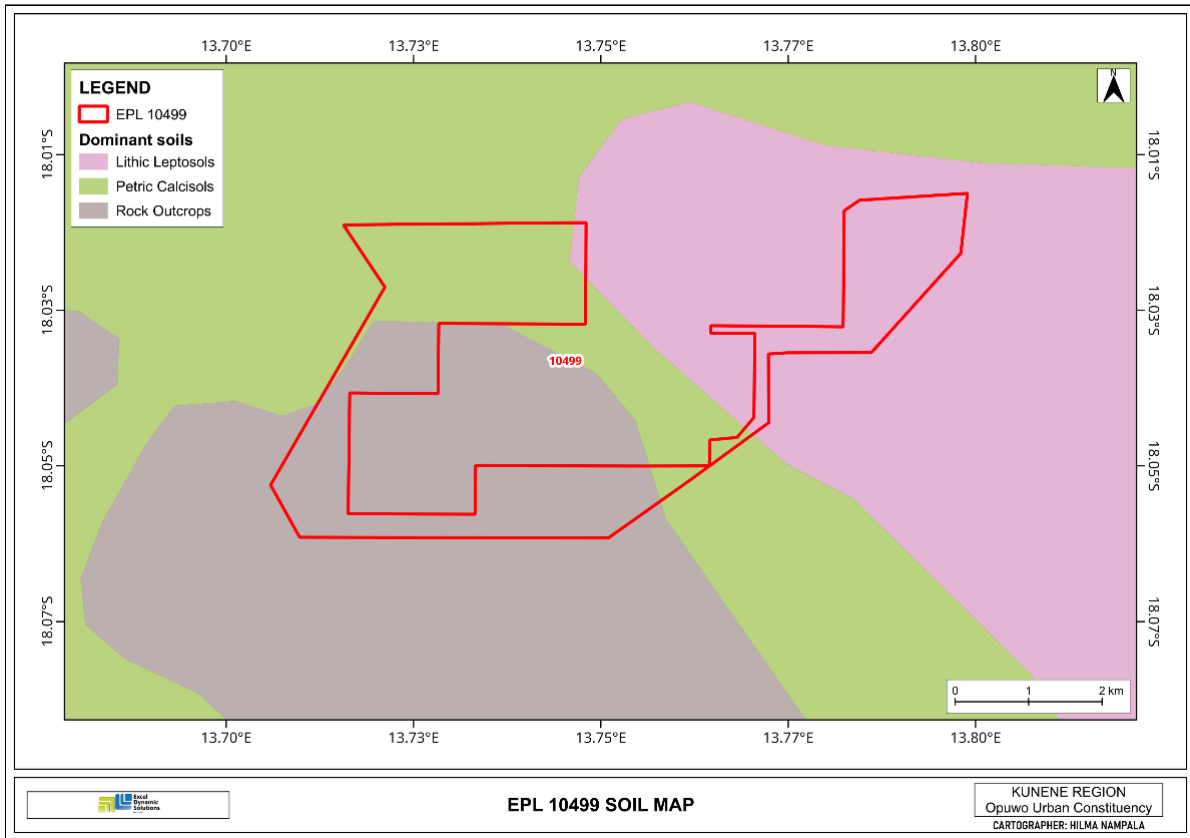 13.70°E 13.73°E 13.75°E 13.77°E 13.80°E
LEGEND
EPL 10499
Dominant soils
Lithic Leptosols
Petric Calcisols
Rock Outcrops
N
18.01°S 18.01°S
18.03°S 18.03°S
10499
18.05°S 18.05°S
18.07°S 18.07°S
0 1 2 km
13.70°E 13.73°E 13.75°E 13.77°E 13.80°E
Excel
Dynamic
Solutions
EPL 10499 SOIL MAP
KUNENE REGION
Opuwo Urban Constituency
CARTOGRAPHER: HILMA NAMPALA